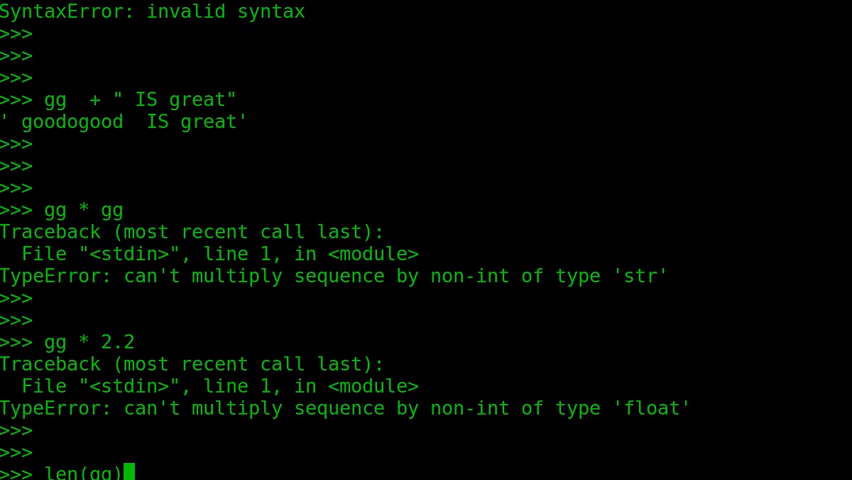 SyntaxError: invalid syntax
>>>
>>>
>>>
>>> gg  + " IS great"
' goodogood  IS great'
>>>
>>>
>>>
>>> gg * gg
Traceback (most recent call last):
  File "<stdin>", line 1, in <module>
TypeError: can't multiply sequence by non-int of type 'str'
>>>
>>>
>>> gg * 2.2
Traceback (most recent call last):
  File "<stdin>", line 1, in <module>
TypeError: can't multiply sequence by non-int of type 'float'
>>>
>>>
>>> len(gg)